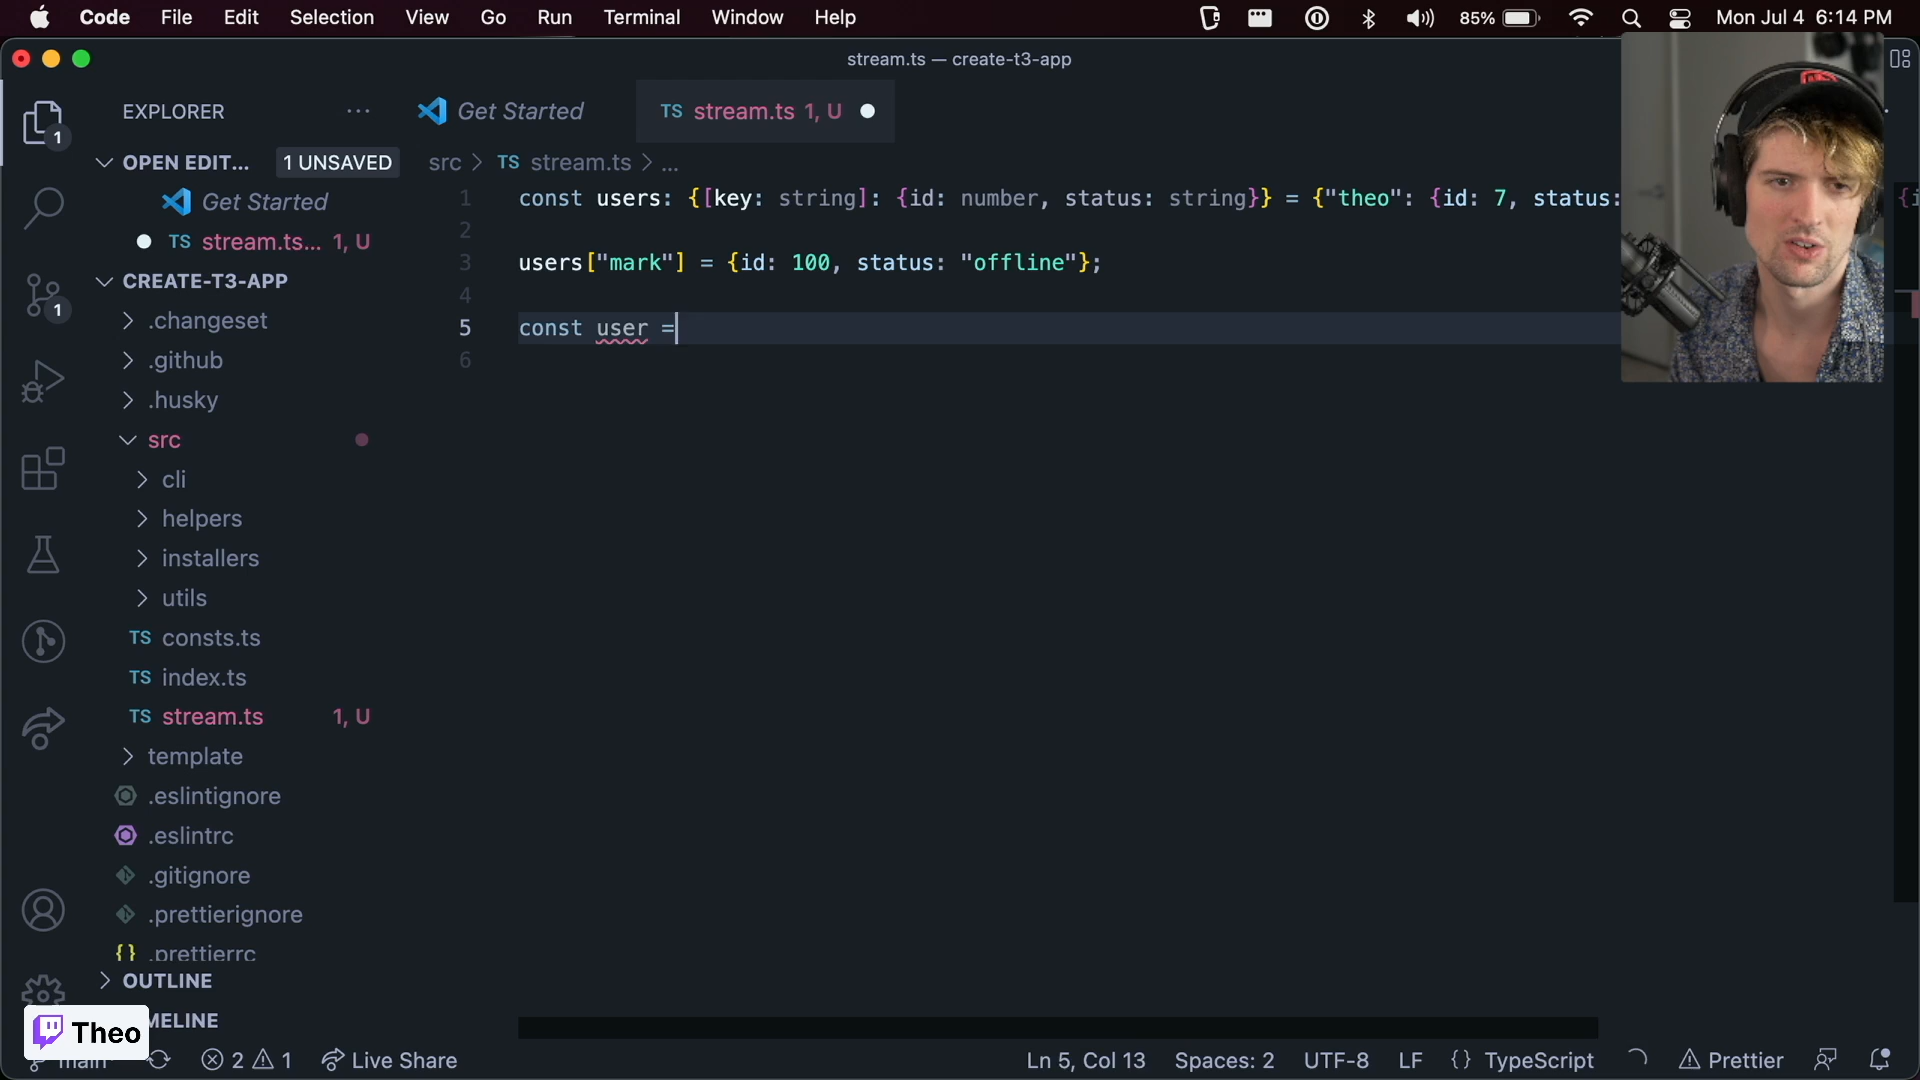 Code File Edit Selection View Go Run Terminal Window Help 85% Mon Jul 4 6:14 PM
stream.ts — create-t3-app
EXPLORER
Get Started
TS stream.ts 1, U
OPEN EDIT... 1 UNSAVED
src > TS stream.ts > ...
Get Started
TS stream.ts... 1, U
CREATE-T3-APP
.changeset
.github
.husky
src
cli
helpers
installers
utils
TS consts.ts
TS index.ts
TS stream.ts 1, U
template
.eslintignore
.eslintrc
.gitignore
.prettierignore
{} .prettierrc
OUTLINE
MELINE
1 const users: {[key: string]: {id: number, status: string}} = {"theo": {id: 7, status:
2
3 users["mark"] = {id: 100, status: "offline"};
4
5 const user =
6
1
1
Theo
main
2 1 Live Share Ln 5, Col 13 Spaces: 2 UTF-8 LF {} TypeScript Prettier